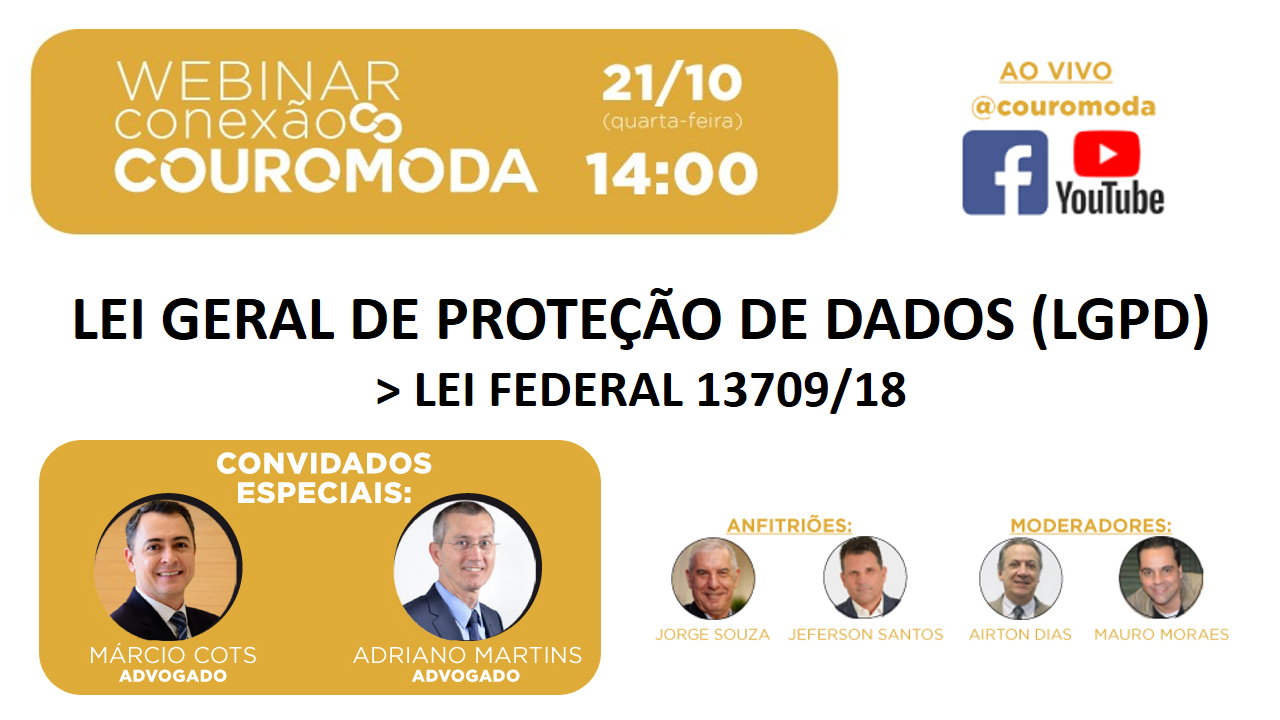 WEBINAR
conexão
COUROMODA
21/10
(quarta-feira)
14:00
AO VIVO
@couromoda
YouTube
LEI GERAL DE PROTEÇÃO DE DADOS (LGPD)
> LEI FEDERAL 13709/18
CONVIDADOS
ESPECIAIS:
MÁRCIO COTS
ADVOGADO
ADRIANO MARTINS
ADVOGADO
ANFITRIÕES:
JORGE SOUZA
JEFERSON SANTOS
MODERADORES:
AIRTON DIAS
MAURO MORAES